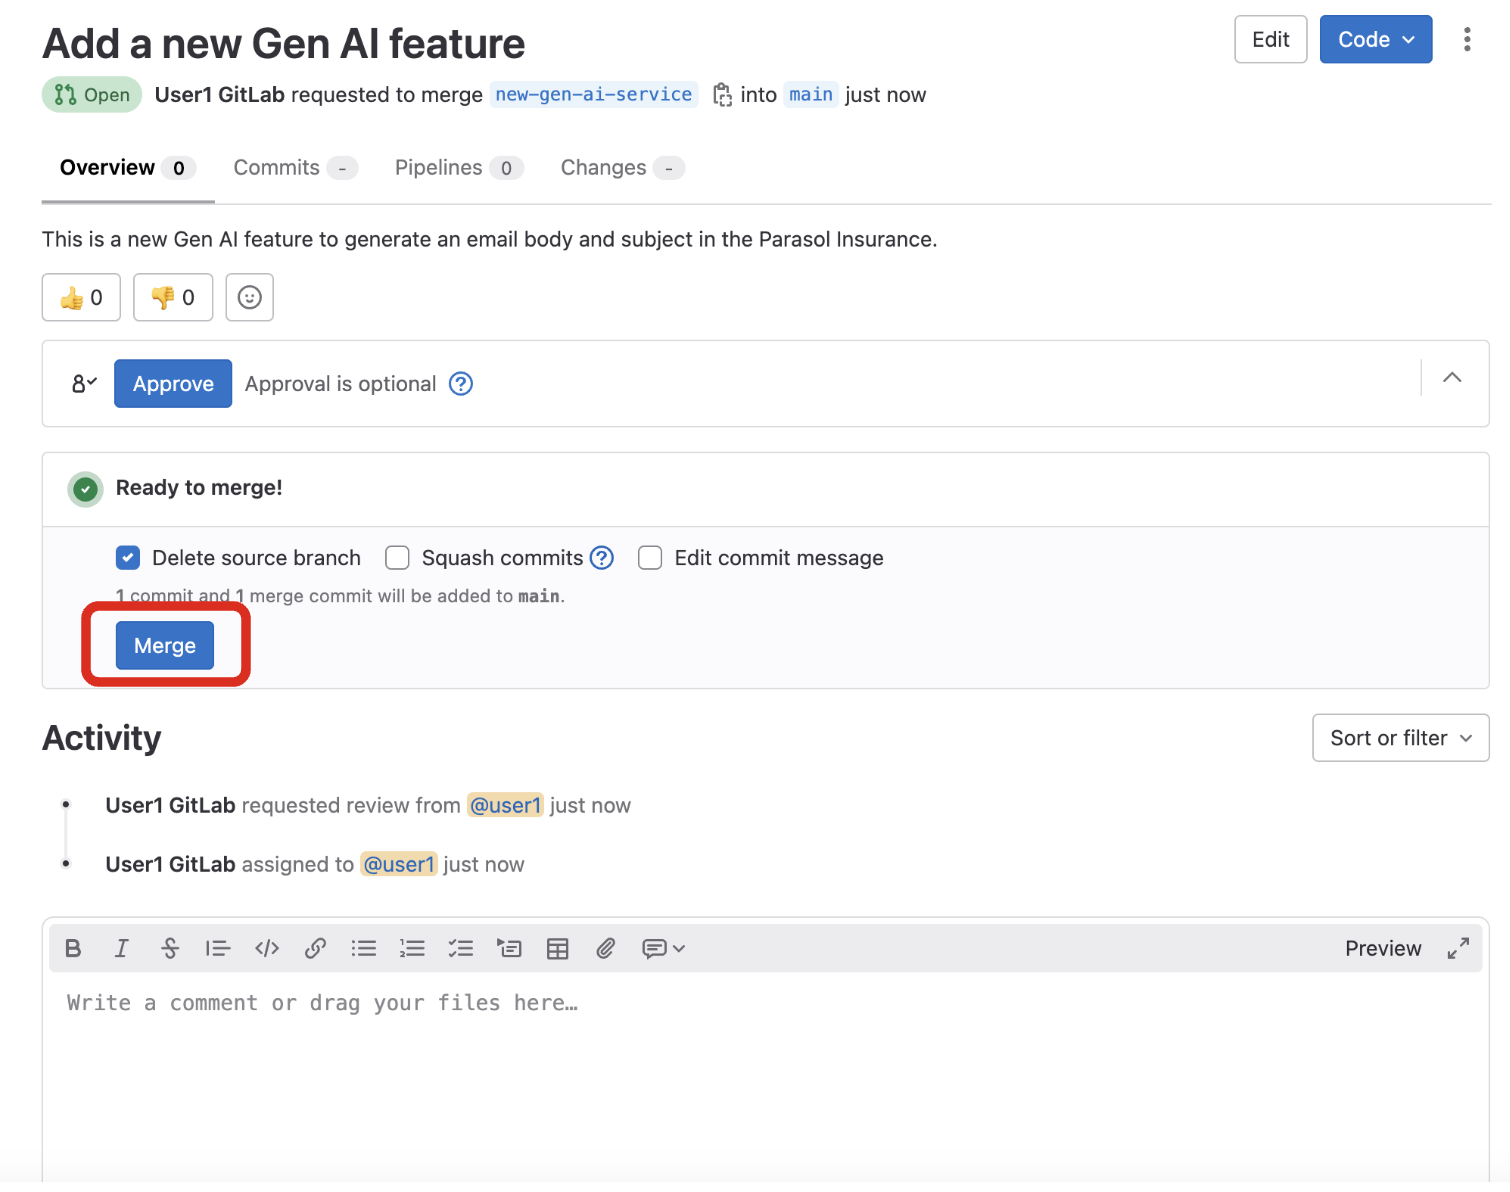 Add a new Gen AI feature
Edit
Code
Open User1 GitLab requested to merge new-gen-ai-service into main just now
Overview 0 Commits - Pipelines 0 Changes -
This is a new Gen AI feature to generate an email body and subject in the Parasol Insurance.
0 0
Approve Approval is optional ?
Ready to merge!
Delete source branch Squash commits ? Edit commit message
1 commit and 1 merge commit will be added to main.
Merge
Activity
Sort or filter
User1 GitLab requested review from @user1 just now
User1 GitLab assigned to @user1 just now
Preview
Write a comment or drag your files here…